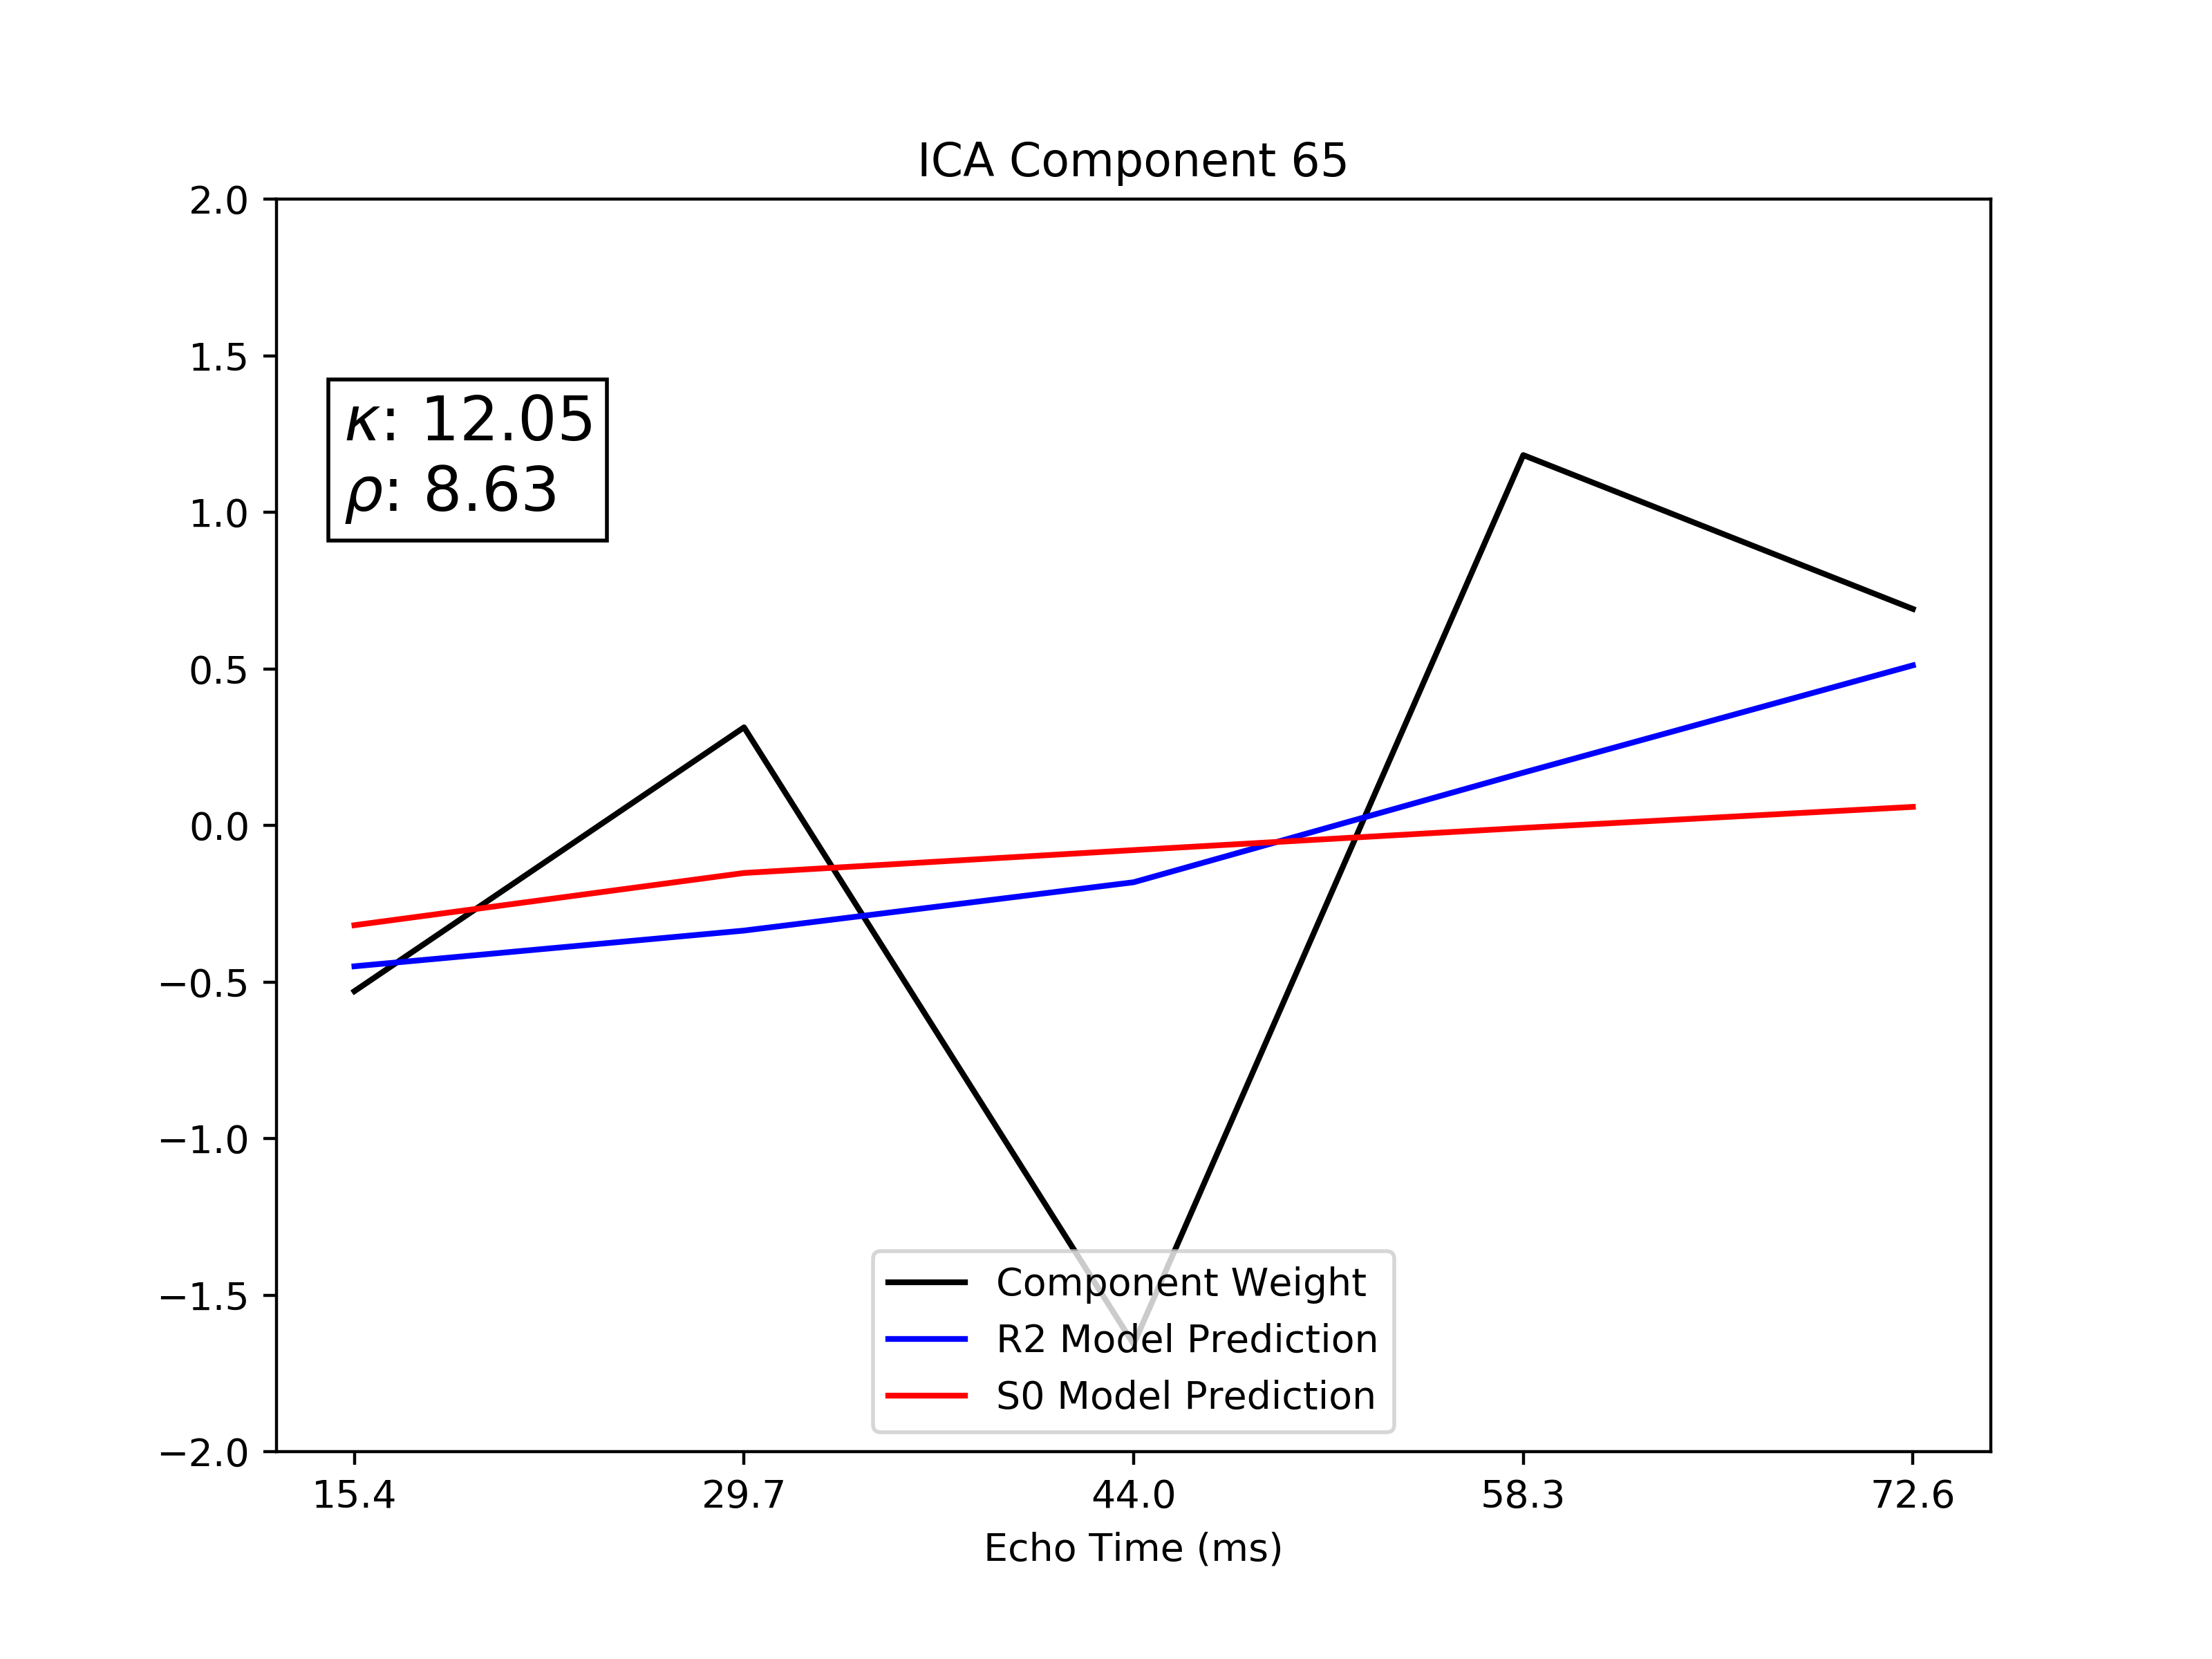 ICA Component 65
2.0
1.5
1.0
0.5
0.0
−0.5
−1.0
−1.5
−2.0
κ: 12.05
ρ: 8.63
Component Weight
R2 Model Prediction
S0 Model Prediction
15.4 29.7 44.0 58.3 72.6
Echo Time (ms)